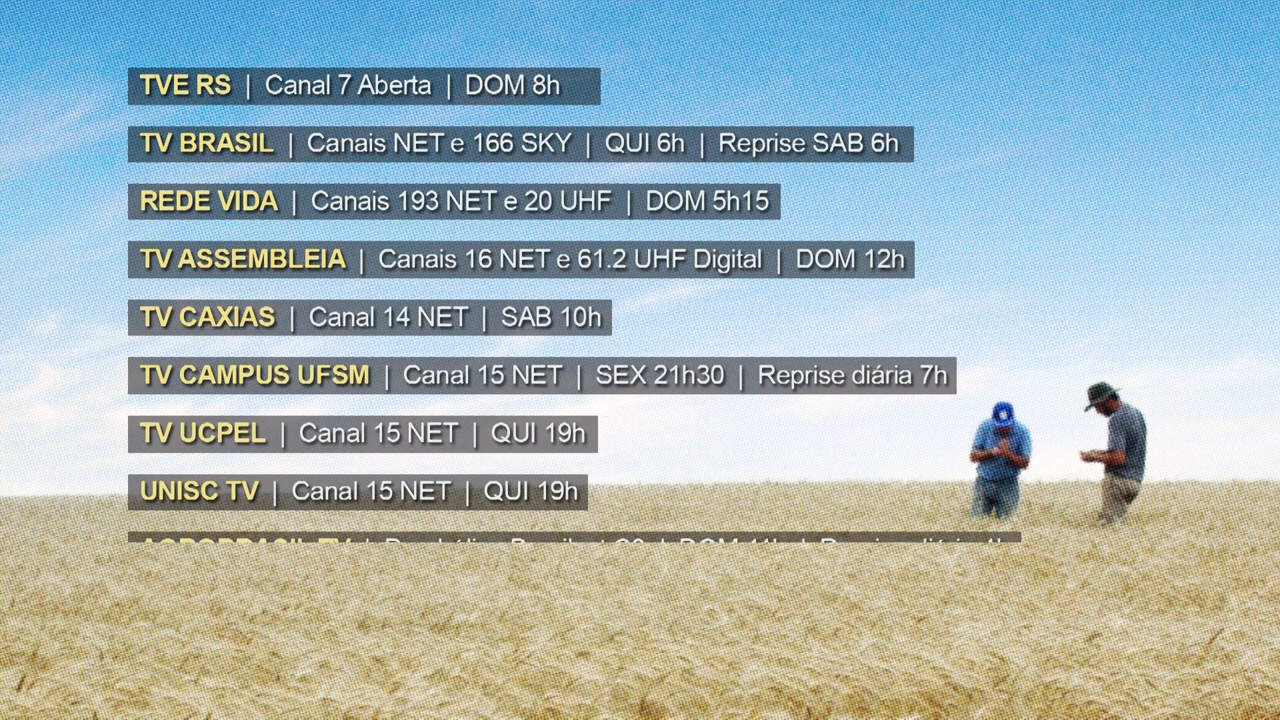 TVE RS | Canal 7 Aberta | DOM 8h
TV BRASIL | Canais NET e 166 SKY | QUI 6h | Reprise SAB 6h
REDE VIDA | Canais 193 NET e 20 UHF | DOM 5h15
TV ASSEMBLEIA | Canais 16 NET e 61.2 UHF Digital | DOM 12h
TV CAXIAS | Canal 14 NET | SAB 10h
TV CAMPUS UFSM | Canal 15 NET | SEX 21h30 | Reprise diária 7h
TV UCPEL | Canal 15 NET | QUI 19h
UNISC TV | Canal 15 NET | QUI 19h